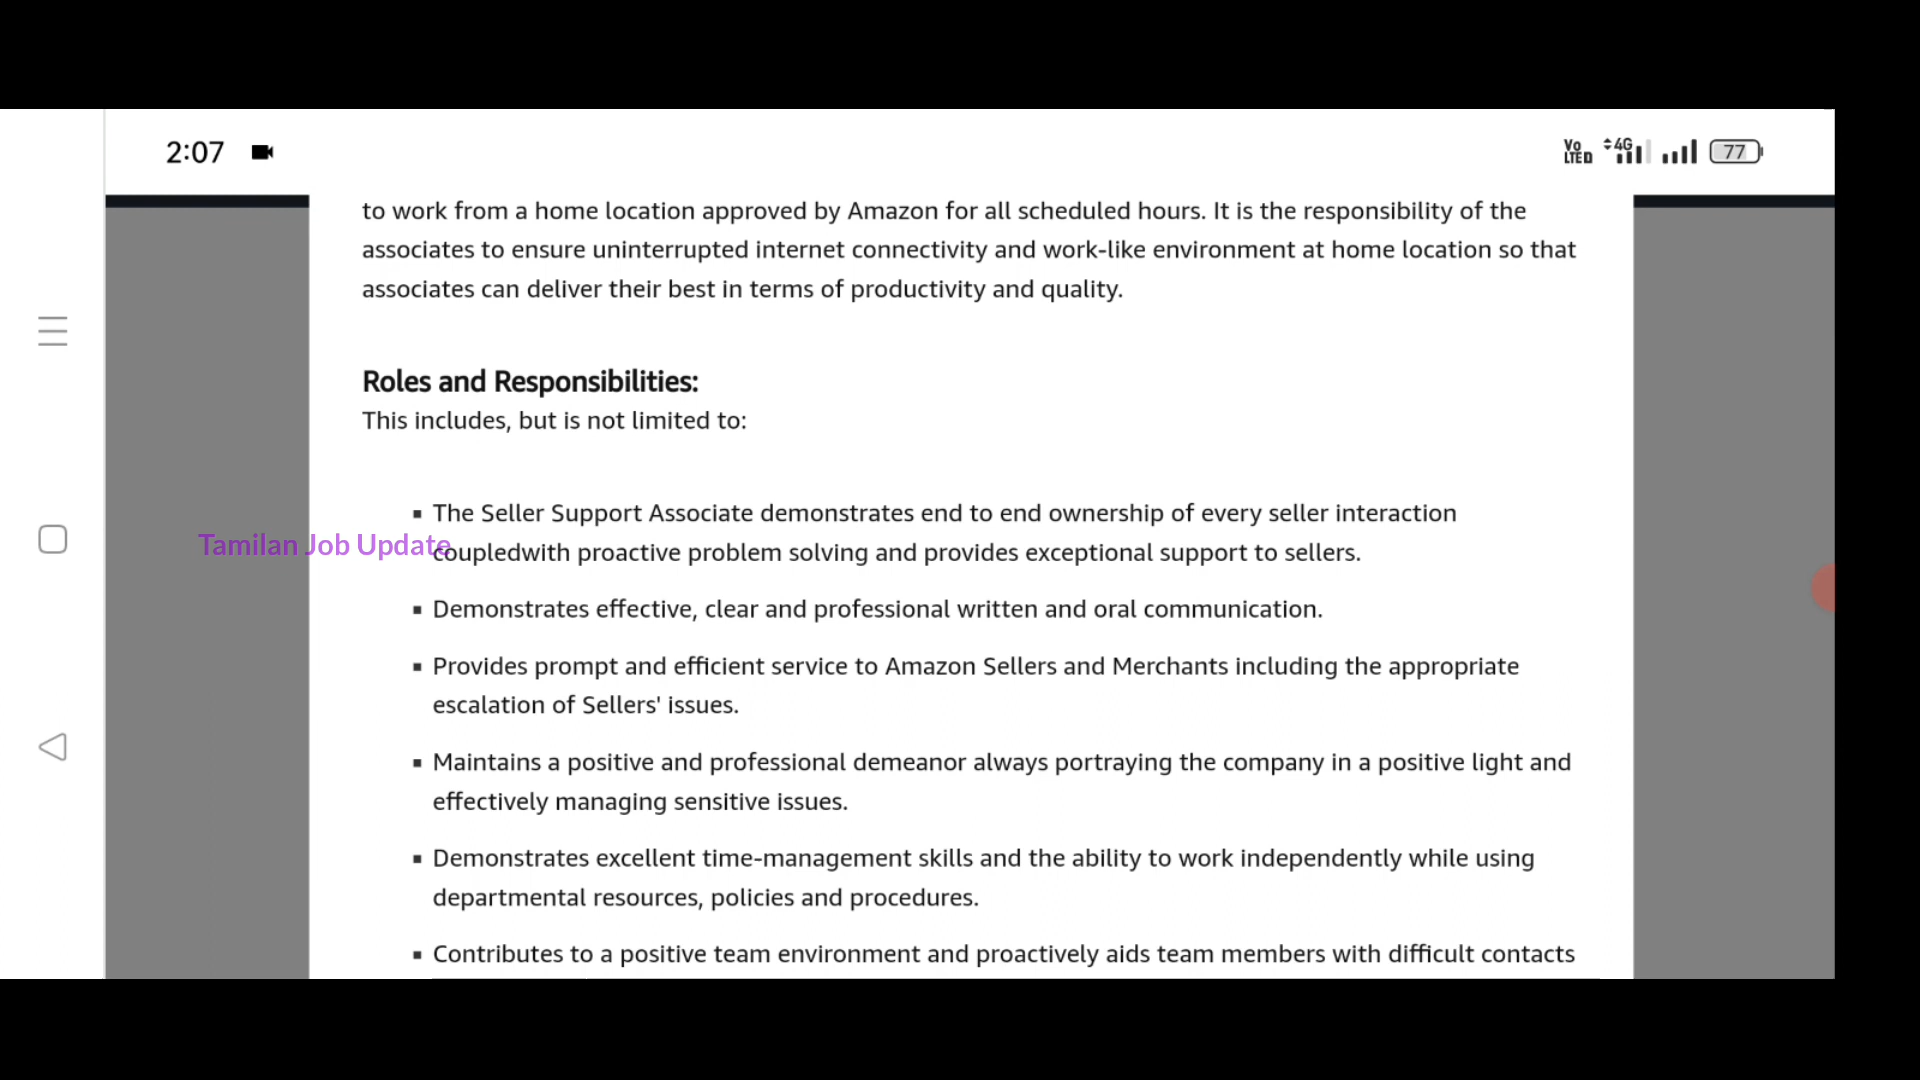 2:07
Vo LTE D 4G 77
to work from a home location approved by Amazon for all scheduled hours. It is the responsibility of the
associates to ensure uninterrupted internet connectivity and work-like environment at home location so that
associates can deliver their best in terms of productivity and quality.
Roles and Responsibilities:
This includes, but is not limited to:
▪ The Seller Support Associate demonstrates end to end ownership of every seller interaction
Tamilan Job Update
coupledwith proactive problem solving and provides exceptional support to sellers.
▪ Demonstrates effective, clear and professional written and oral communication.
▪ Provides prompt and efficient service to Amazon Sellers and Merchants including the appropriate
escalation of Sellers' issues.
▪ Maintains a positive and professional demeanor always portraying the company in a positive light and
effectively managing sensitive issues.
▪ Demonstrates excellent time-management skills and the ability to work independently while using
departmental resources, policies and procedures.
▪ Contributes to a positive team environment and proactively aids team members with difficult contacts